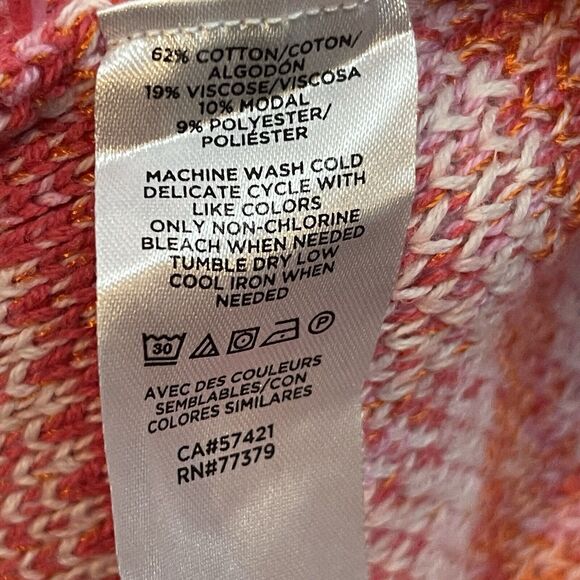 62% COTTON/COTON/
ALGODÓN
19% VISCOSE/VISCOSA
10% MODAL
9% POLYESTER/
POLIÉSTER
MACHINE WASH COLD
DELICATE CYCLE WITH
LIKE COLORS
ONLY NON-CHLORINE
BLEACH WHEN NEEDED
TUMBLE DRY LOW
COOL IRON WHEN
NEEDED
30 P
AVEC DES COULEURS
SEMBLABLES/CON
COLORES SIMILARES
CA#57421
RN#77379